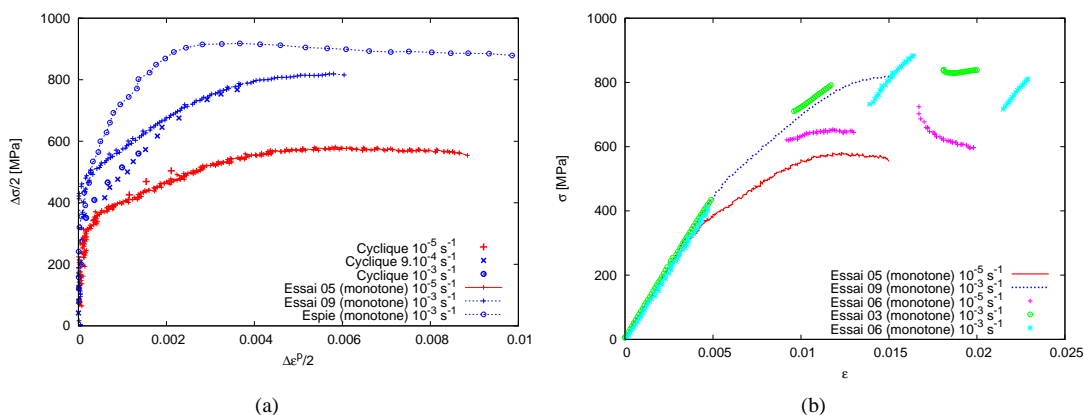 1000
800
600
400
200
0
Δσ/2 [MPa]
0
0.002
0.004
0.006
0.008
0.01
Δε^p/2
Cyclique 10^-5 s^-1
Cyclique 9.10^-4 s^-1
Cyclique 10^-3 s^-1
Essai 05 (monotone) 10^-5 s^-1
Essai 09 (monotone) 10^-3 s^-1
Espie (monotone) 10^-3 s^-1
(a)
1000
800
600
400
200
0
σ [MPa]
0
0.005
0.01
0.015
0.02
0.025
ε
Essai 05 (monotone) 10^-5 s^-1
Essai 09 (monotone) 10^-3 s^-1
Essai 06 (monotone) 10^-5 s^-1
Essai 03 (monotone) 10^-3 s^-1
Essai 06 (monotone) 10^-3 s^-1
(b)